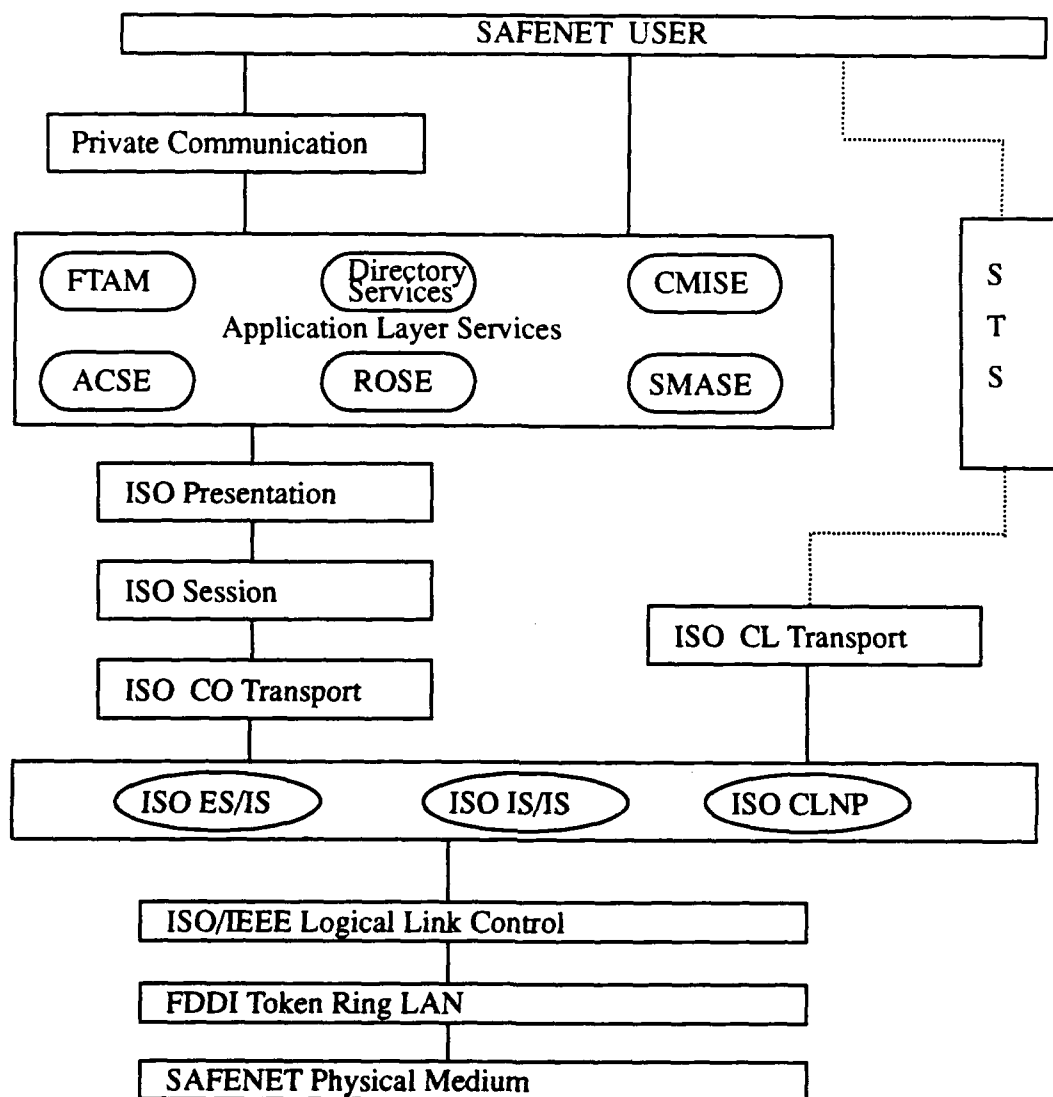 SAFENET USER
Private Communication
FTAM
Directory
Services
CMISE
Application Layer Services
ACSE
ROSE
SMASE
S
T
S
ISO Presentation
ISO Session
ISO CL Transport
ISO CO Transport
ISO ES/IS
ISO IS/IS
ISO CLNP
ISO/IEEE Logical Link Control
FDDI Token Ring LAN
SAFENET Physical Medium